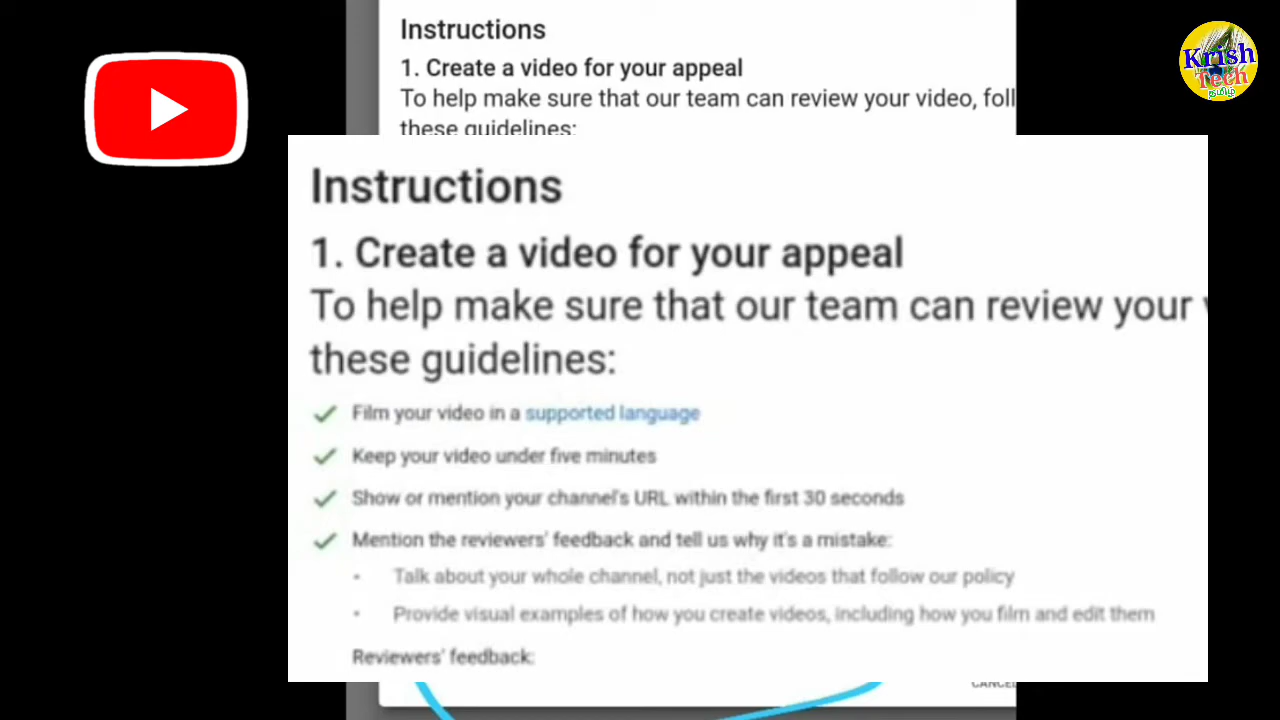 Instructions
1. Create a video for your appeal
To help make sure that our team can review your video, foll
these guidelines:
Krish
Tech
தமிழ்
Instructions
1. Create a video for your appeal
To help make sure that our team can review your
these guidelines:
Film your video in a supported language
Keep your video under five minutes
Show or mention your channel's URL within the first 30 seconds
Mention the reviewers' feedback and tell us why it's a mistake:
• Talk about your whole channel, not just the videos that follow our policy
• Provide visual examples of how you create videos, including how you film and edit them
Reviewers' feedback:
CANCEL